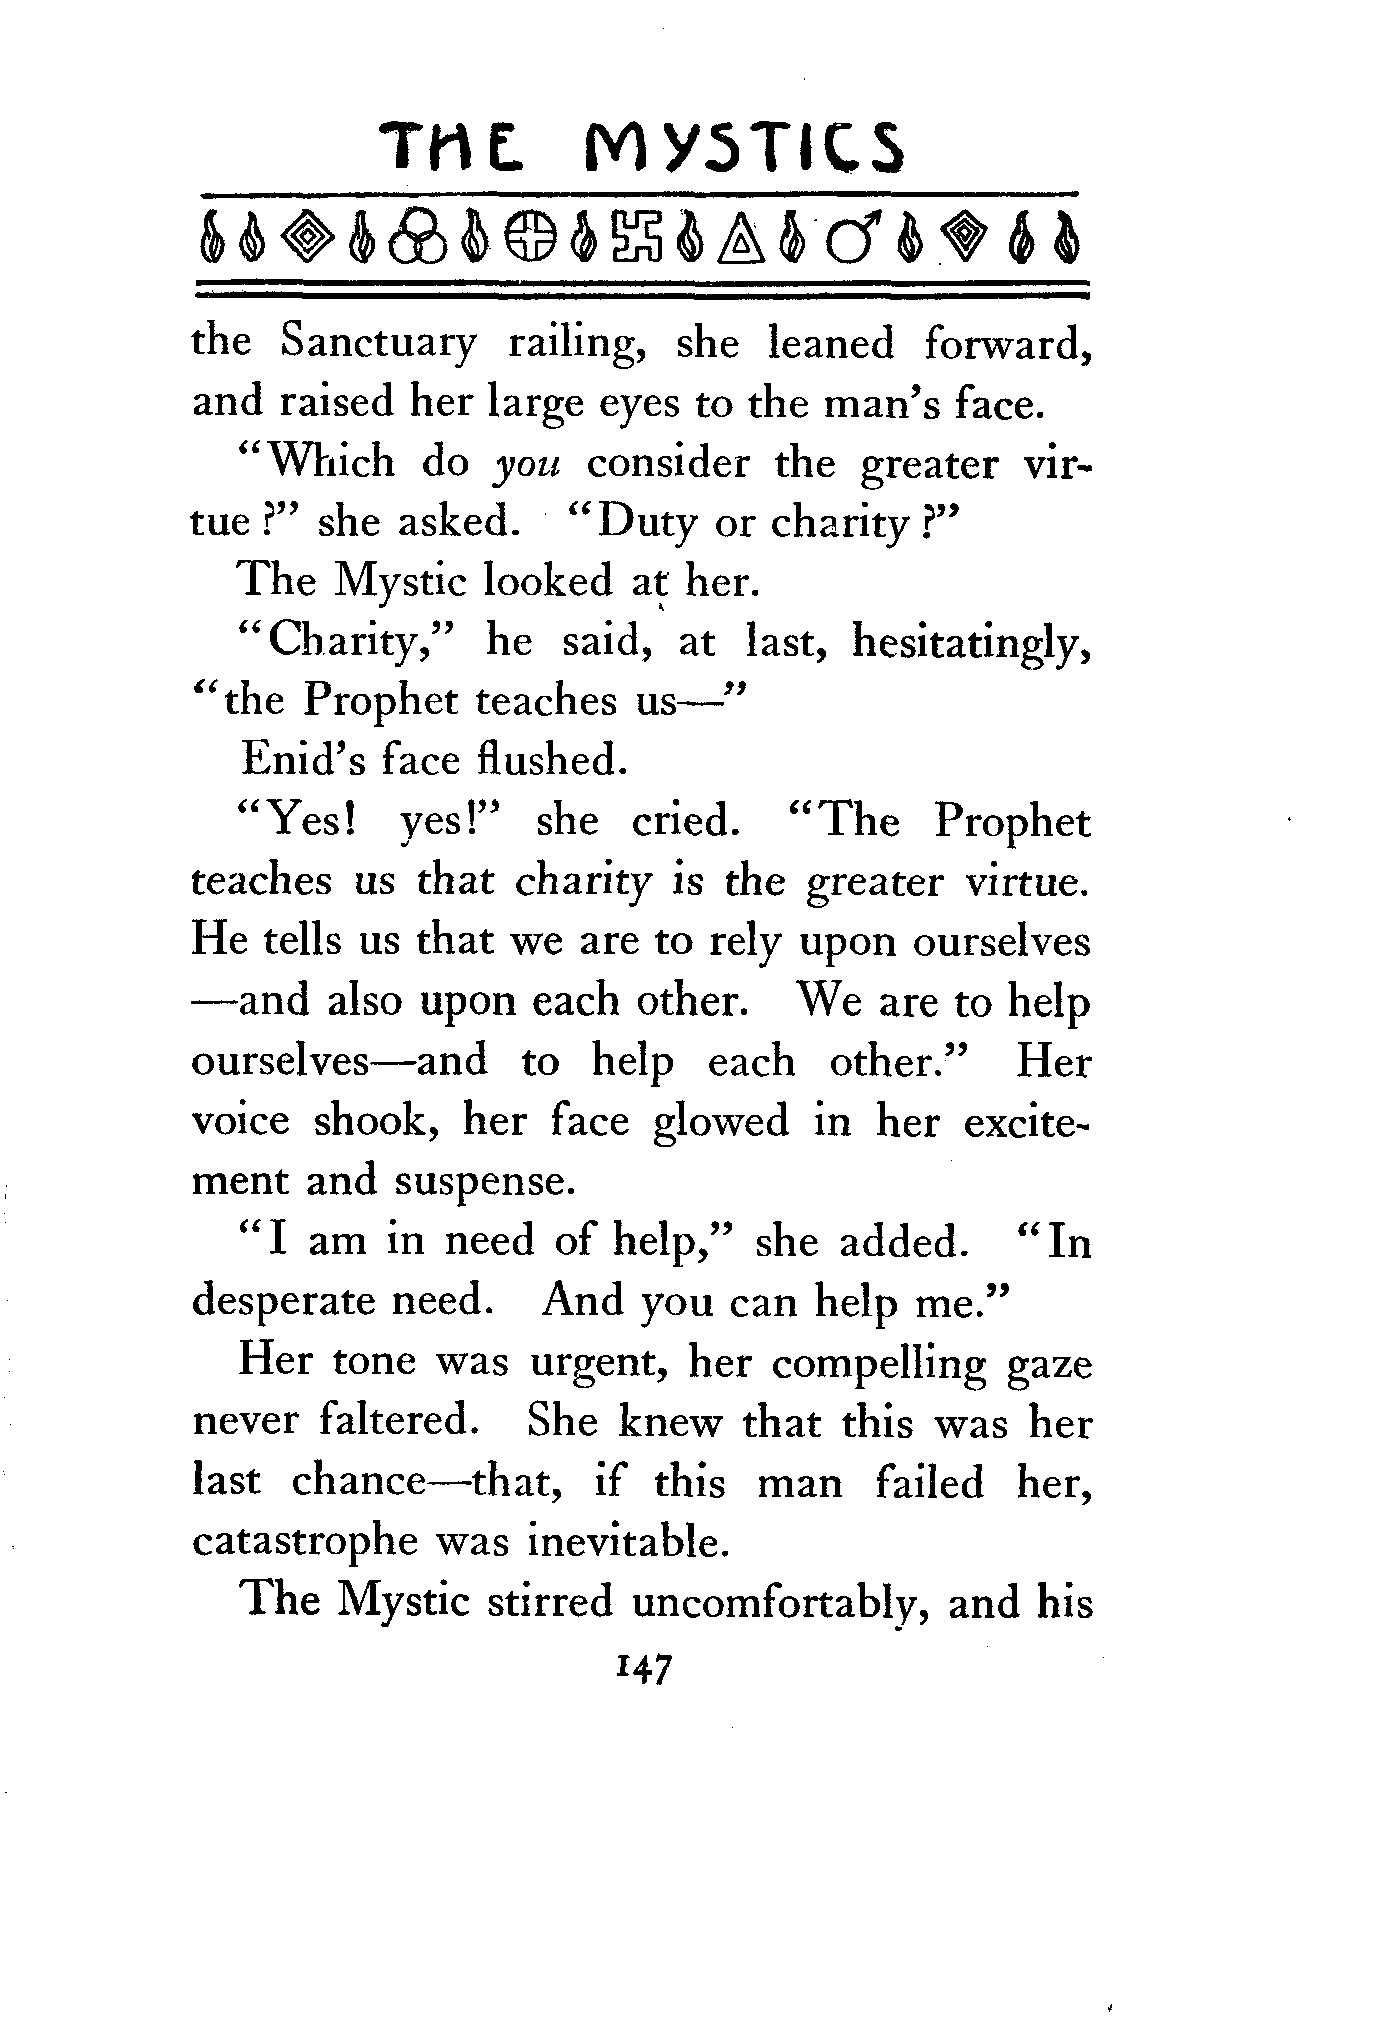 THE MYSTICS
the Sanctuary railing, she leaned forward,
and raised her large eyes to the man's face.
"Which do you consider the greater vir-
tue?" she asked. "Duty or charity?"
The Mystic looked at her.
"Charity," he said, at last, hesitatingly,
"the Prophet teaches us—"
Enid's face flushed.
"Yes! yes!" she cried. "The Prophet
teaches us that charity is the greater virtue.
He tells us that we are to rely upon ourselves
—and also upon each other. We are to help
ourselves—and to help each other." Her
voice shook, her face glowed in her excite-
ment and suspense.
"I am in need of help," she added. "In
desperate need. And you can help me."
Her tone was urgent, her compelling gaze
never faltered. She knew that this was her
last chance—that, if this man failed her,
catastrophe was inevitable.
The Mystic stirred uncomfortably, and his
147